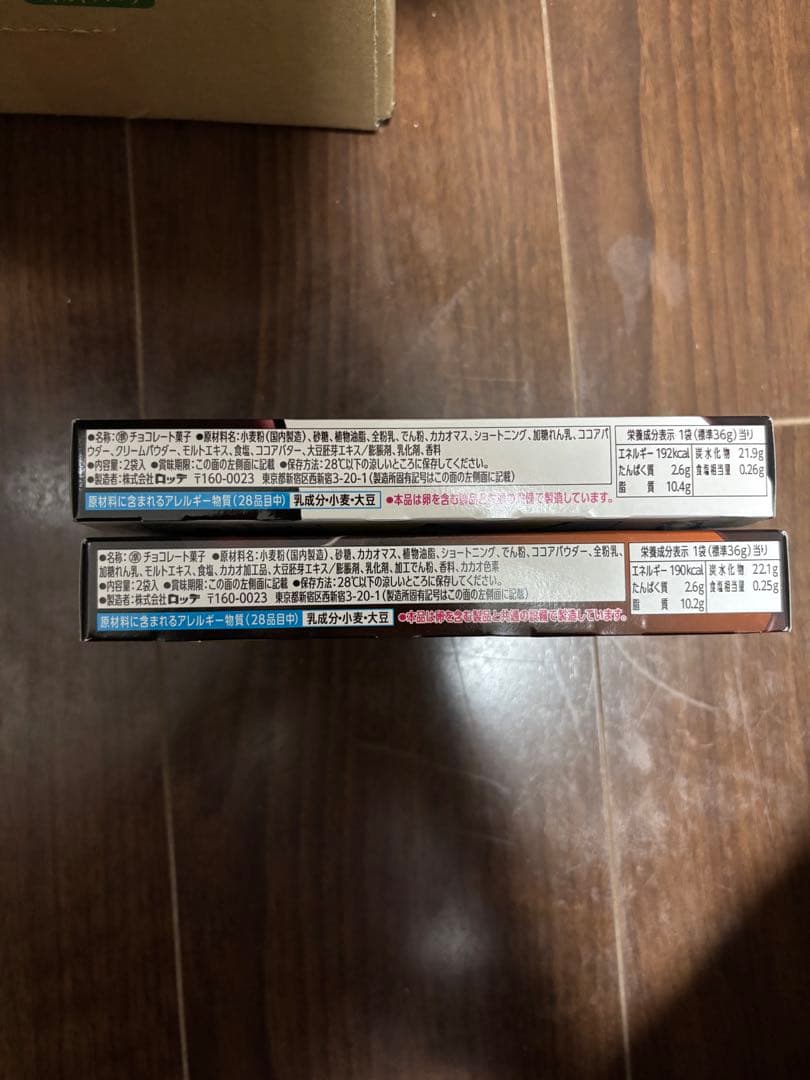 ●名称:準チョコレート菓子 ●原材料名:小麦粉(国内製造)、砂糖、植物油脂、全粉乳、でん粉、カカオマス、ショートニング、加糖れん乳、ココアパ
ウダー、クリームパウダー、モルトエキス、食塩、ココアバター、大豆胚芽エキス/膨脹剤、乳化剤、香料
●内容量:2袋入 ●賞味期限:この面の左側面に記載 ●保存方法:28℃以下の涼しいところに保存してください。
●製造者:株式会社ロッテ 〒160-0023 東京都新宿区西新宿3-20-1(製造所固有記号はこの面の左側面に記載)
原材料に含まれるアレルギー物質(28品目中) 乳成分・小麦・大豆 ●本品は卵を含む製品と共通の設備で製造しています。
栄養成分表示 1袋(標準36g)当り
エネルギー 192kcal 炭水化物 21.9g
たんぱく質 2.6g 食塩相当量 0.26g
脂質 10.4g
●名称:準チョコレート菓子 ●原材料名:小麦粉(国内製造)、砂糖、カカオマス、植物油脂、ショートニング、でん粉、ココアパウダー、全粉乳、
加糖れん乳、モルトエキス、食塩、カカオ加工品、大豆胚芽エキス/膨脹剤、乳化剤、加工でん粉、香料、カカオ色素
●内容量:2袋入 ●賞味期限:この面の左側面に記載 ●保存方法:28℃以下の涼しいところに保存してください。
●製造者:株式会社ロッテ 〒160-0023 東京都新宿区西新宿3-20-1(製造所固有記号はこの面の左側面に記載)
原材料に含まれるアレルギー物質(28品目中) 乳成分・小麦・大豆 ●本品は卵を含む製品と共通の設備で製造しています。
栄養成分表示 1袋(標準36g)当り
エネルギー 190kcal 炭水化物 22.1g
たんぱく質 2.6g 食塩相当量 0.25g
脂質 10.2g